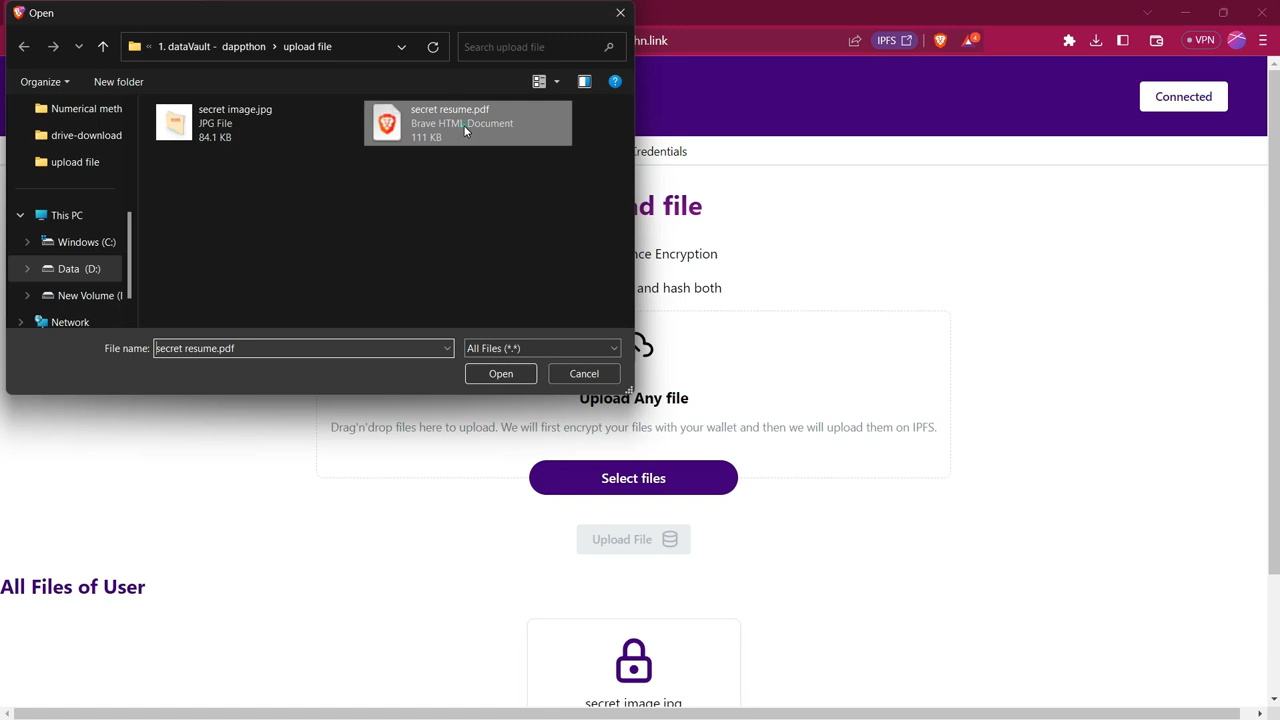 Open
1. dataVault - dappthon
upload file
Search upload file
Organize
New folder
Numerical meth
drive-download
upload file
This PC
Windows (C:)
Data (D:)
New Volume (
Network
secret image.jpg
JPG File
84.1 KB
secret resume.pdf
Brave HTML Document
111 KB
File name:
secret resume.pdf
All Files (*.*)
Open
Cancel
hn.link
IPFS
4
VPN
Connected
Credentials
d file
nce Encryption
and hash both
Upload Any file
Drag'n'drop files here to upload. We will first encrypt your files with your wallet and then we will upload them on IPFS.
Select files
Upload File
All Files of User
secret image.jpg